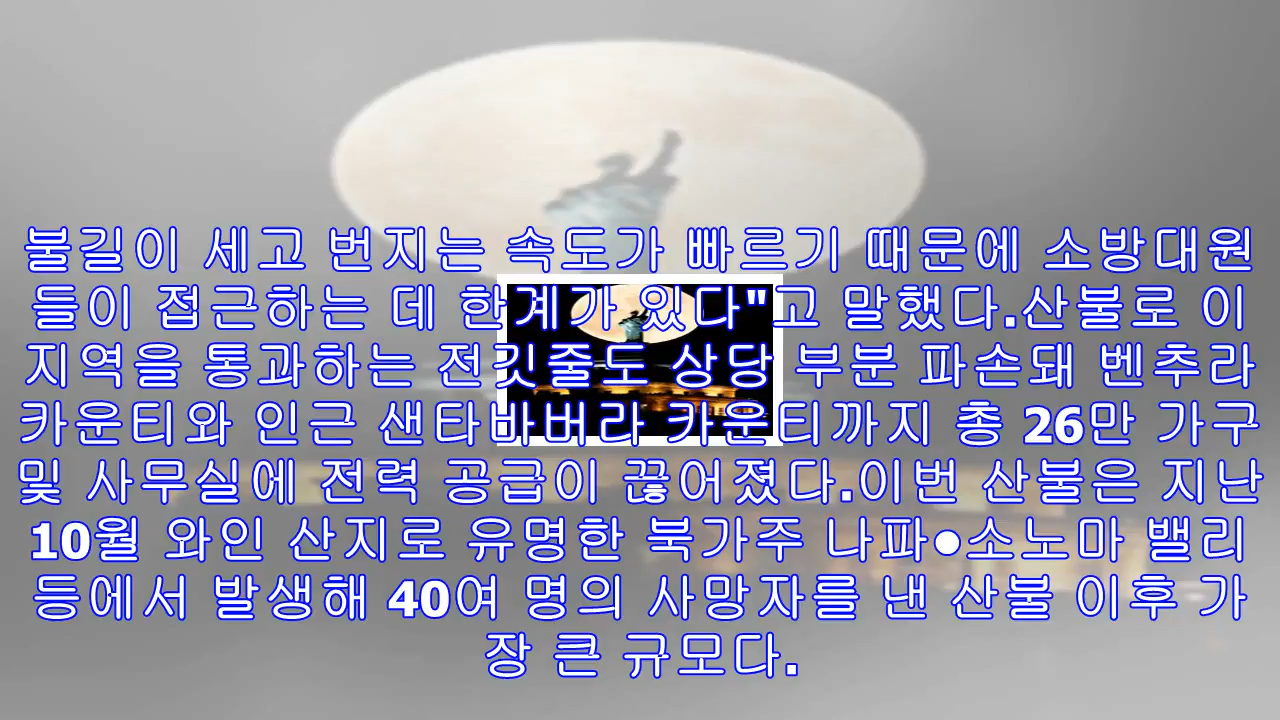 불길이 세고 번지는 속도가 빠르기 때문에 소방대원
들이 접근하는 데 한계가 있다"고 말했다.산불로 이
지역을 통과하는 전깃줄도 상당 부분 파손돼 벤추라
카운티와 인근 샌타바버라 카운티까지 총 26만 가구
및 사무실에 전력 공급이 끊어졌다.이번 산불은 지난
10월 와인 산지로 유명한 북가주 나파●소노마 밸리
등에서 발생해 40여 명의 사망자를 낸 산불 이후 가
장 큰 규모다.